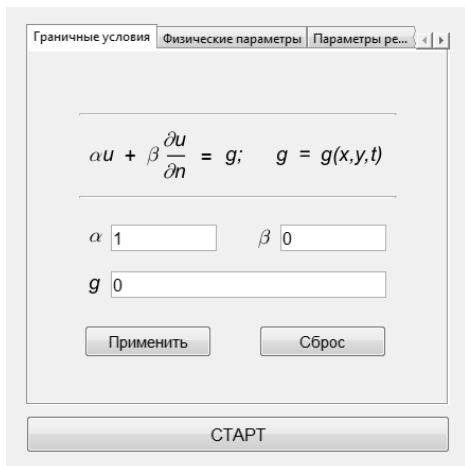 Граничные условия Физические параметры Параметры ре...
αu + β ∂u/∂n = g; g = g(x,y,t)
α 1 β 0
g 0
Применить Сброс
СТАРТ